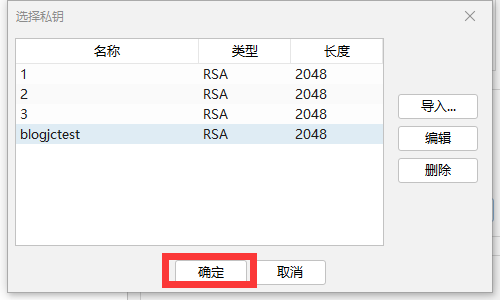 选择私钥
名称 类型 长度
1 RSA 2048
2 RSA 2048
3 RSA 2048
blogjctest RSA 2048
导入...
编辑
删除
确定 取消